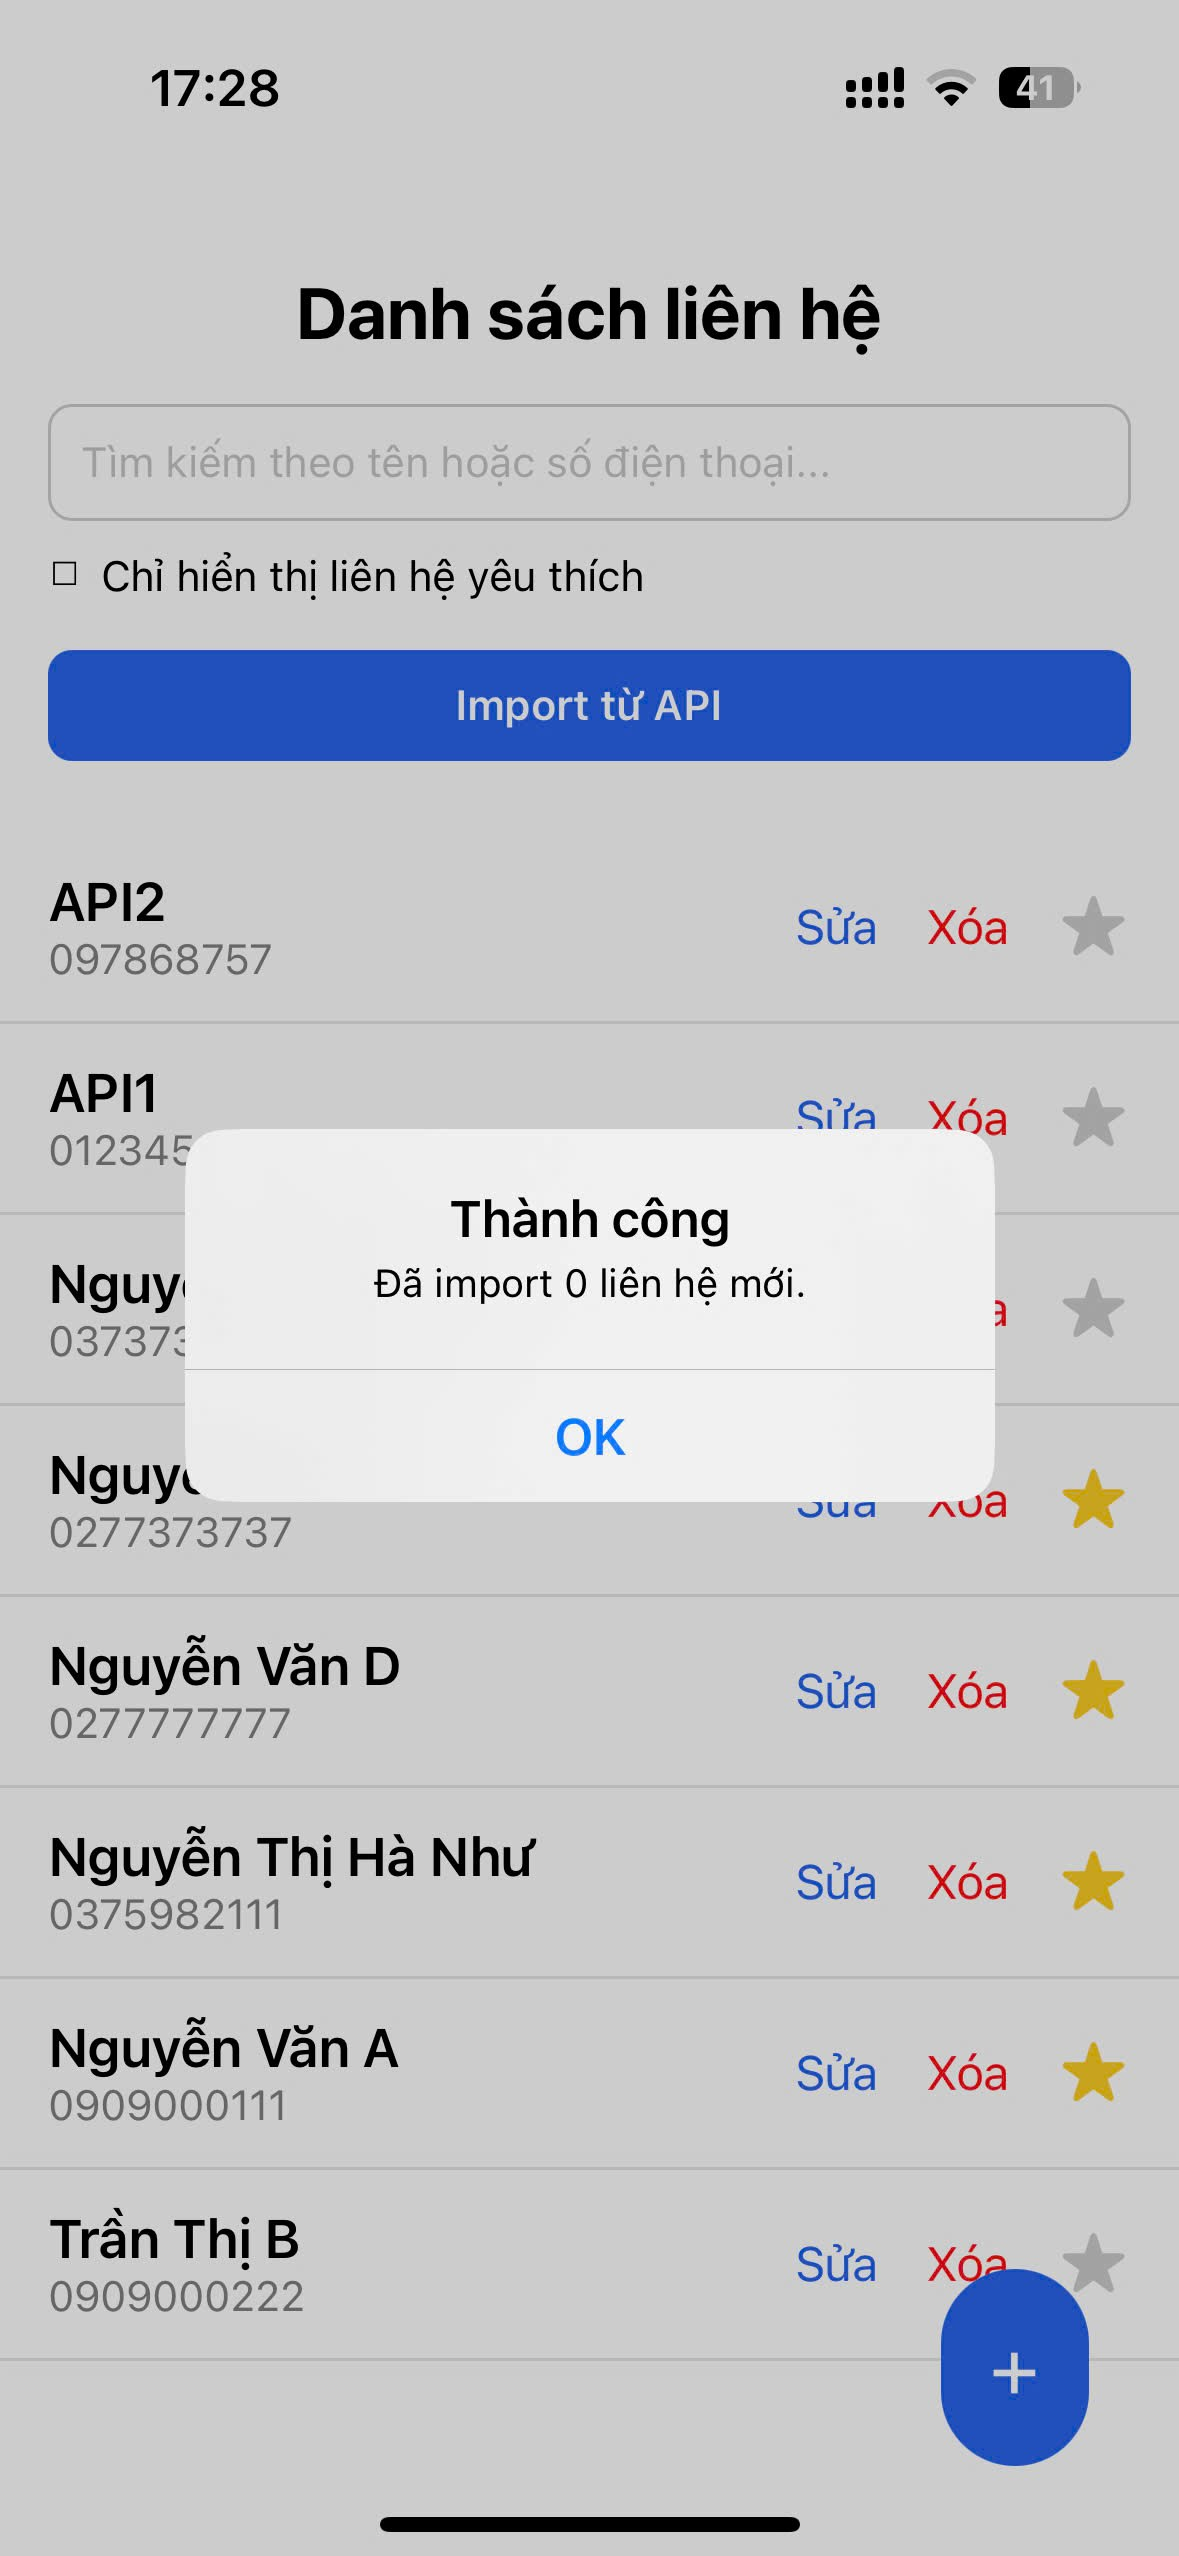 17:28
41
Danh sách liên hệ
Tìm kiếm theo tên hoặc số điện thoại...
Chỉ hiển thị liên hệ yêu thích
Import từ API
API2
097868757
Sửa Xóa
API1
Sửa Xóa
Thành công
Đã import 0 liên hệ mới.
OK
0277373737
Sửa Xóa
Nguyễn Văn D
0277777777
Sửa Xóa
Nguyễn Thị Hà Như
0375982111
Sửa Xóa
Nguyễn Văn A
0909000111
Sửa Xóa
Trần Thị B
0909000222
Sửa Xóa
+